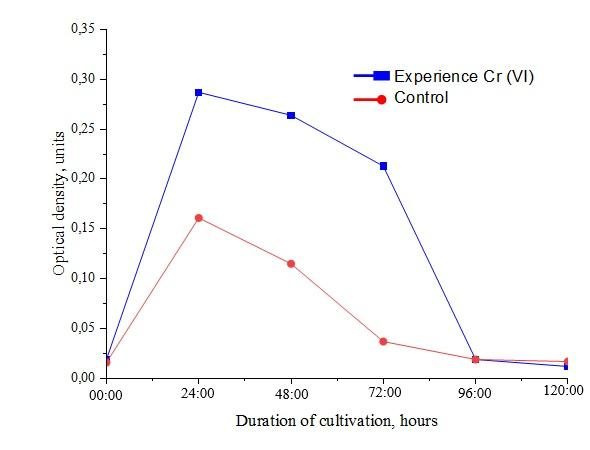 0,35
0,30
0,25
0,20
0,15
0,10
0,05
0,00
Optical density, units
Experience Cr (VI)
Control
00:00 24:00 48:00 72:00 96:00 120:00
Duration of cultivation, hours